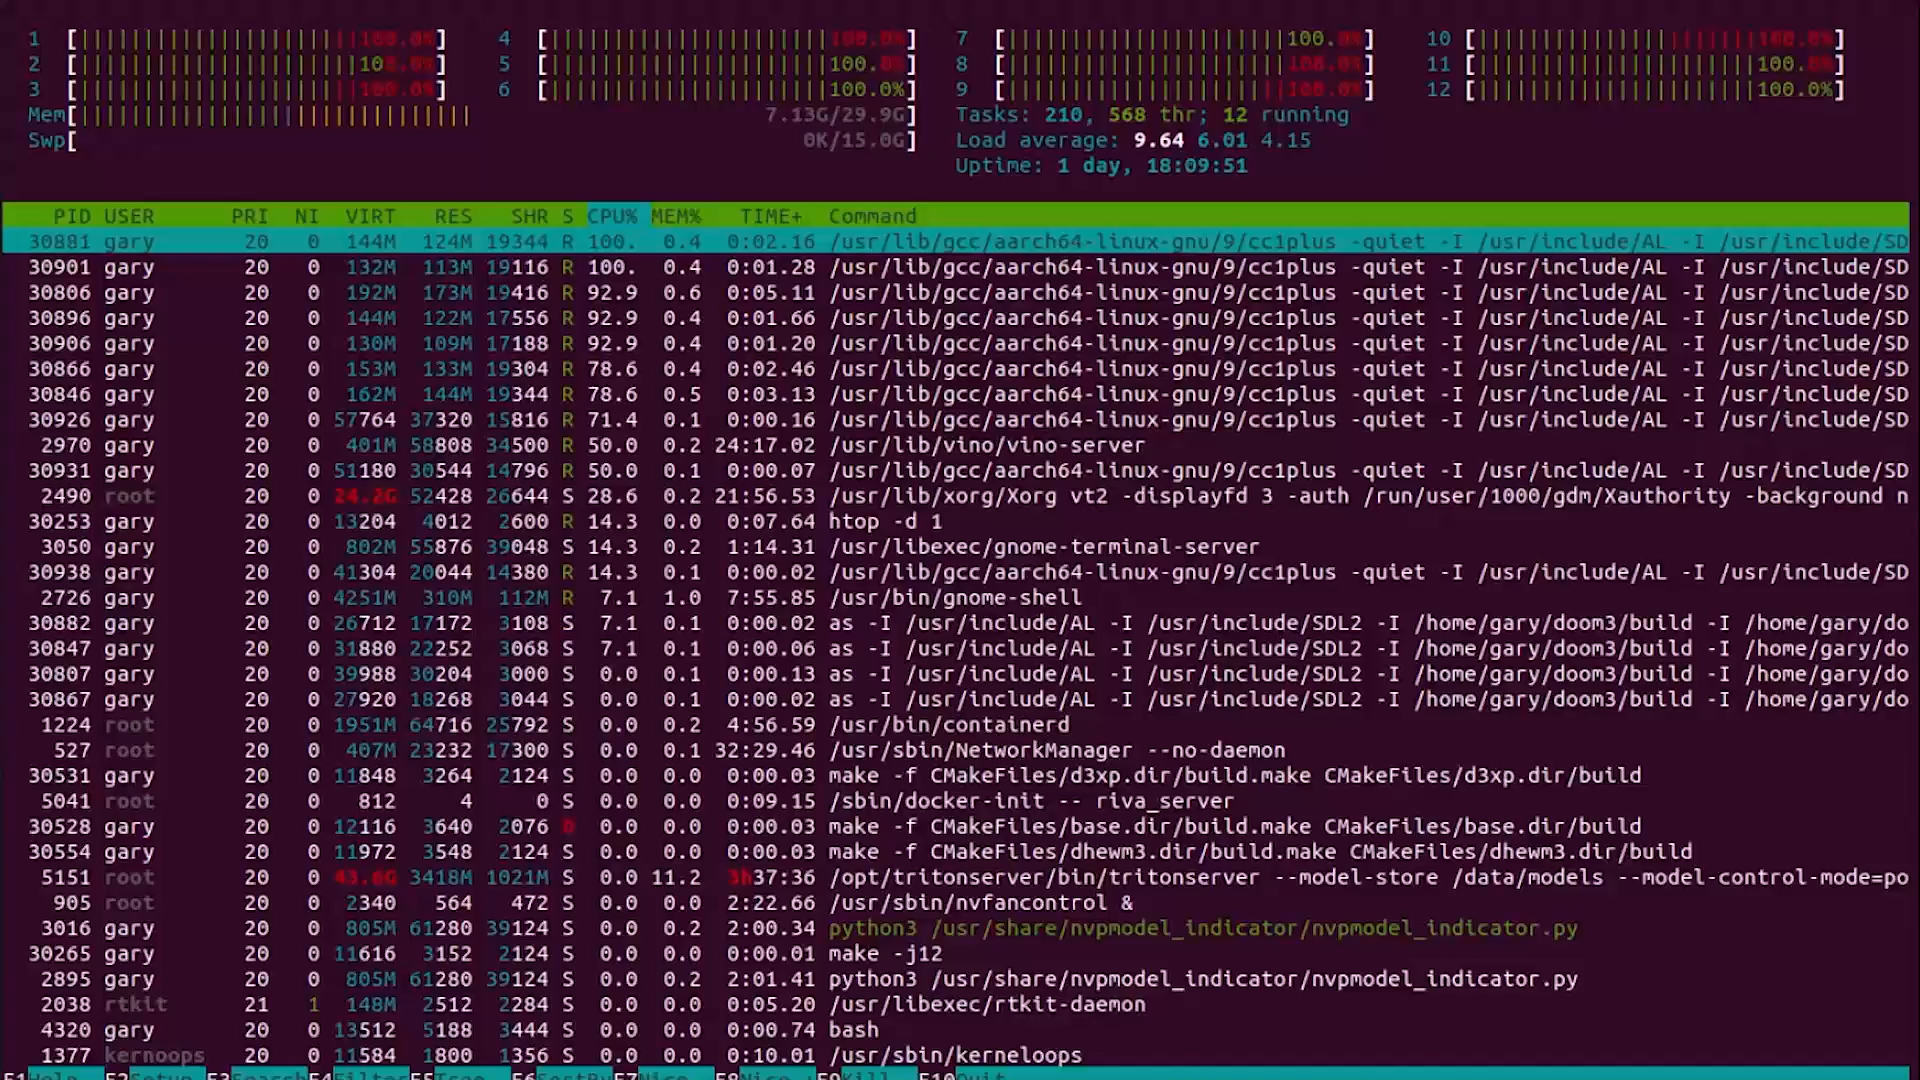 1 [||||||||||||||||||||||100.0%] 4 [||||||||||||||||||||||100.0%] 7 [||||||||||||||||||||||100.0%] 10 [||||||||||||||||||||||100.0%]
2 [||||||||||||||||||||||100.0%] 5 [||||||||||||||||||||||100.0%] 8 [||||||||||||||||||||||100.0%] 11 [||||||||||||||||||||||100.0%]
3 [||||||||||||||||||||||100.0%] 6 [||||||||||||||||||||||100.0%] 9 [||||||||||||||||||||||100.0%] 12 [||||||||||||||||||||||100.0%]
Mem[||||||||||||||||||||||||||||||| 7.13G/29.9G] Tasks: 210, 568 thr; 12 running
Swp[ 0K/15.0G] Load average: 9.64 6.01 4.15
Uptime: 1 day, 18:09:51
PID USER PRI NI VIRT RES SHR S CPU% MEM% TIME+ Command
30881 gary 20 0 144M 124M 19344 R 100. 0.4 0:02.16 /usr/lib/gcc/aarch64-linux-gnu/9/cc1plus -quiet -I /usr/include/AL -I /usr/include/SD
30901 gary 20 0 132M 113M 19116 R 100. 0.4 0:01.28 /usr/lib/gcc/aarch64-linux-gnu/9/cc1plus -quiet -I /usr/include/AL -I /usr/include/SD
30806 gary 20 0 192M 173M 19416 R 92.9 0.6 0:05.11 /usr/lib/gcc/aarch64-linux-gnu/9/cc1plus -quiet -I /usr/include/AL -I /usr/include/SD
30896 gary 20 0 144M 122M 17556 R 92.9 0.4 0:01.66 /usr/lib/gcc/aarch64-linux-gnu/9/cc1plus -quiet -I /usr/include/AL -I /usr/include/SD
30906 gary 20 0 130M 109M 17188 R 92.9 0.4 0:01.20 /usr/lib/gcc/aarch64-linux-gnu/9/cc1plus -quiet -I /usr/include/AL -I /usr/include/SD
30866 gary 20 0 153M 133M 19304 R 78.6 0.4 0:02.46 /usr/lib/gcc/aarch64-linux-gnu/9/cc1plus -quiet -I /usr/include/AL -I /usr/include/SD
30846 gary 20 0 162M 144M 19344 R 78.6 0.5 0:03.13 /usr/lib/gcc/aarch64-linux-gnu/9/cc1plus -quiet -I /usr/include/AL -I /usr/include/SD
30926 gary 20 0 57764 37320 15816 R 71.4 0.1 0:00.16 /usr/lib/gcc/aarch64-linux-gnu/9/cc1plus -quiet -I /usr/include/AL -I /usr/include/SD
2970 gary 20 0 401M 58808 34500 R 50.0 0.2 24:17.02 /usr/lib/vino/vino-server
30931 gary 20 0 51180 30544 14796 R 50.0 0.1 0:00.07 /usr/lib/gcc/aarch64-linux-gnu/9/cc1plus -quiet -I /usr/include/AL -I /usr/include/SD
2490 root 20 0 24.2G 52428 26644 S 28.6 0.2 21:56.53 /usr/lib/xorg/Xorg vt2 -displayfd 3 -auth /run/user/1000/gdm/Xauthority -background n
30253 gary 20 0 13204 4012 2600 R 14.3 0.0 0:07.64 htop -d 1
3050 gary 20 0 802M 55876 39048 S 14.3 0.2 1:14.31 /usr/libexec/gnome-terminal-server
30938 gary 20 0 41304 20044 14380 R 14.3 0.1 0:00.02 /usr/lib/gcc/aarch64-linux-gnu/9/cc1plus -quiet -I /usr/include/AL -I /usr/include/SD
2726 gary 20 0 4251M 310M 112M R 7.1 1.0 7:55.85 /usr/bin/gnome-shell
30882 gary 20 0 26712 17172 3108 S 7.1 0.1 0:00.02 as -I /usr/include/AL -I /usr/include/SDL2 -I /home/gary/doom3/build -I /home/gary/do
30847 gary 20 0 31880 22252 3068 S 7.1 0.1 0:00.06 as -I /usr/include/AL -I /usr/include/SDL2 -I /home/gary/doom3/build -I /home/gary/do
30807 gary 20 0 39988 30204 3000 S 0.0 0.1 0:00.13 as -I /usr/include/AL -I /usr/include/SDL2 -I /home/gary/doom3/build -I /home/gary/do
30867 gary 20 0 27920 18268 3044 S 0.0 0.1 0:00.02 as -I /usr/include/AL -I /usr/include/SDL2 -I /home/gary/doom3/build -I /home/gary/do
1224 root 20 0 1951M 64716 25792 S 0.0 0.2 4:56.59 /usr/bin/containerd
527 root 20 0 407M 23232 17300 S 0.0 0.1 32:29.46 /usr/sbin/NetworkManager --no-daemon
30531 gary 20 0 11848 3264 2124 S 0.0 0.0 0:00.03 make -f CMakeFiles/d3xp.dir/build.make CMakeFiles/d3xp.dir/build
5041 root 20 0 812 4 0 S 0.0 0.0 0:09.15 /sbin/docker-init -- riva_server
30528 gary 20 0 12116 3640 2076 D 0.0 0.0 0:00.03 make -f CMakeFiles/base.dir/build.make CMakeFiles/base.dir/build
30554 gary 20 0 11972 3548 2124 S 0.0 0.0 0:00.03 make -f CMakeFiles/dhewm3.dir/build.make CMakeFiles/dhewm3.dir/build
5151 root 20 0 43.6G 3418M 1021M S 0.0 11.2 3h37:36 /opt/tritonserver/bin/tritonserver --model-store /data/models --model-control-mode=po
905 root 20 0 2340 564 472 S 0.0 0.0 2:22.66 /usr/sbin/nvfancontrol &
3016 gary 20 0 805M 61280 39124 S 0.0 0.2 2:00.34 python3 /usr/share/nvpmodel_indicator/nvpmodel_indicator.py
30265 gary 20 0 11616 3152 2124 S 0.0 0.0 0:00.01 make -j12
2895 gary 20 0 805M 61280 39124 S 0.0 0.2 2:01.41 python3 /usr/share/nvpmodel_indicator/nvpmodel_indicator.py
2038 rtkit 21 1 148M 2512 2284 S 0.0 0.0 0:05.20 /usr/libexec/rtkit-daemon
4320 gary 20 0 13512 5188 3444 S 0.0 0.0 0:00.74 bash
1377 kernoops 20 0 11584 1800 1356 S 0.0 0.0 0:10.01 /usr/sbin/kerneloops
F1Help F2Setup F3SearchF4FilterF5Tree F6SortByF7Nice -F8Nice +F9Kill F10Quit